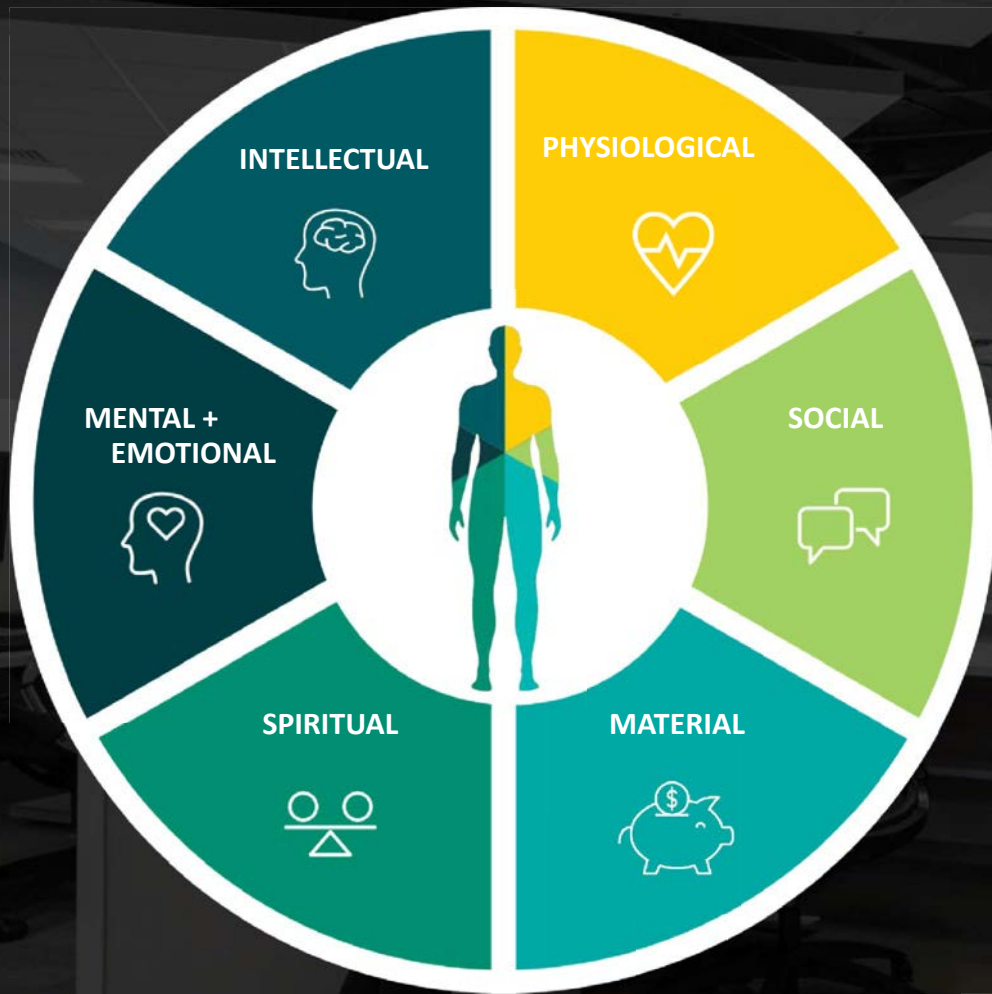 INTELLECTUAL
PHYSIOLOGICAL
MENTAL +
EMOTIONAL
SOCIAL
SPIRITUAL
MATERIAL
$